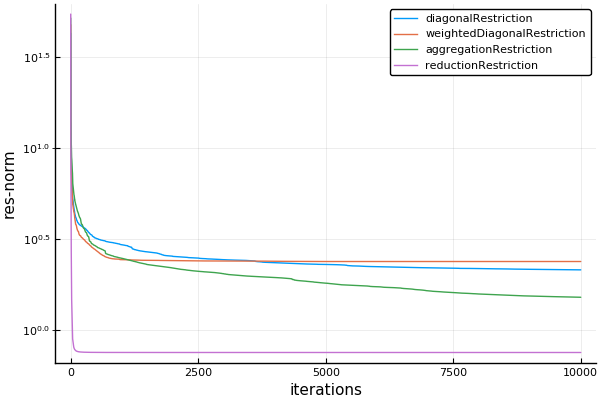 diagonalRestriction
weightedDiagonalRestriction
aggregationRestriction
reductionRestriction
res-norm
10^1.5
10^1.0
10^0.5
10^0.0
0 2500 5000 7500 10000
iterations